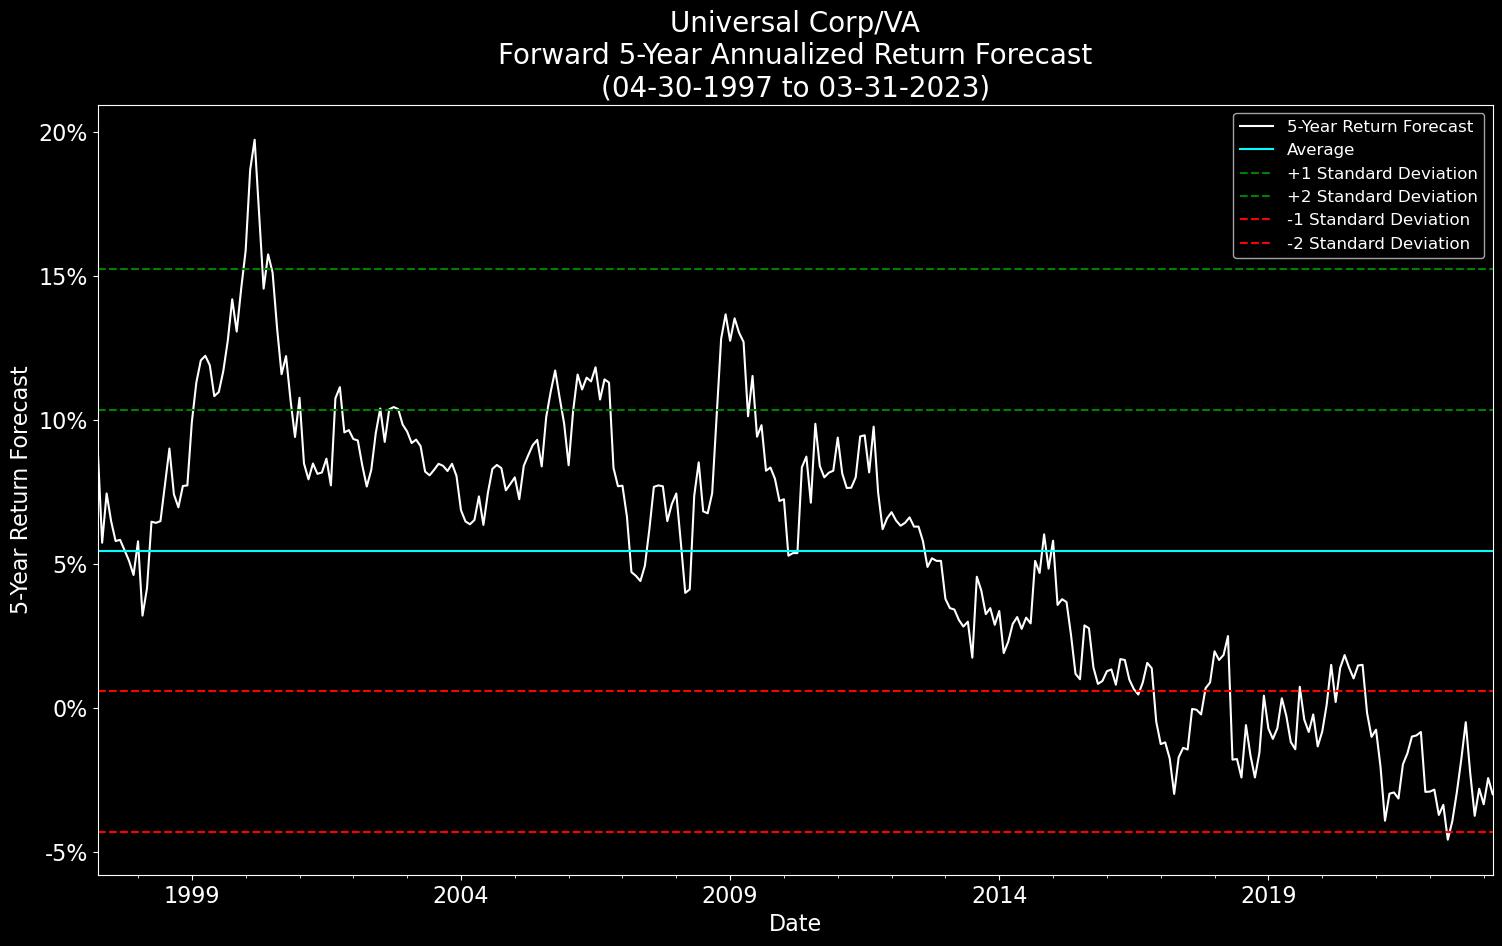 Universal Corp/VA
Forward 5-Year Annualized Return Forecast
(04-30-1997 to 03-31-2023)
5-Year Return Forecast
Average
+1 Standard Deviation
+2 Standard Deviation
-1 Standard Deviation
-2 Standard Deviation
5-Year Return Forecast
20%
15%
10%
5%
0%
-5%
1999 2004 2009 2014 2019
Date